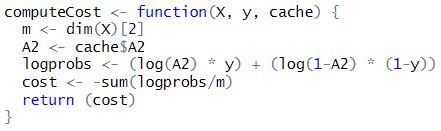 computeCost <- function(X, y, cache) {
  m <- dim(X)[2]
  A2 <- cache$A2
  logprobs <- (log(A2) * y) + (log(1-A2) * (1-y))
  cost <- -sum(logprobs/m)
  return (cost)
}